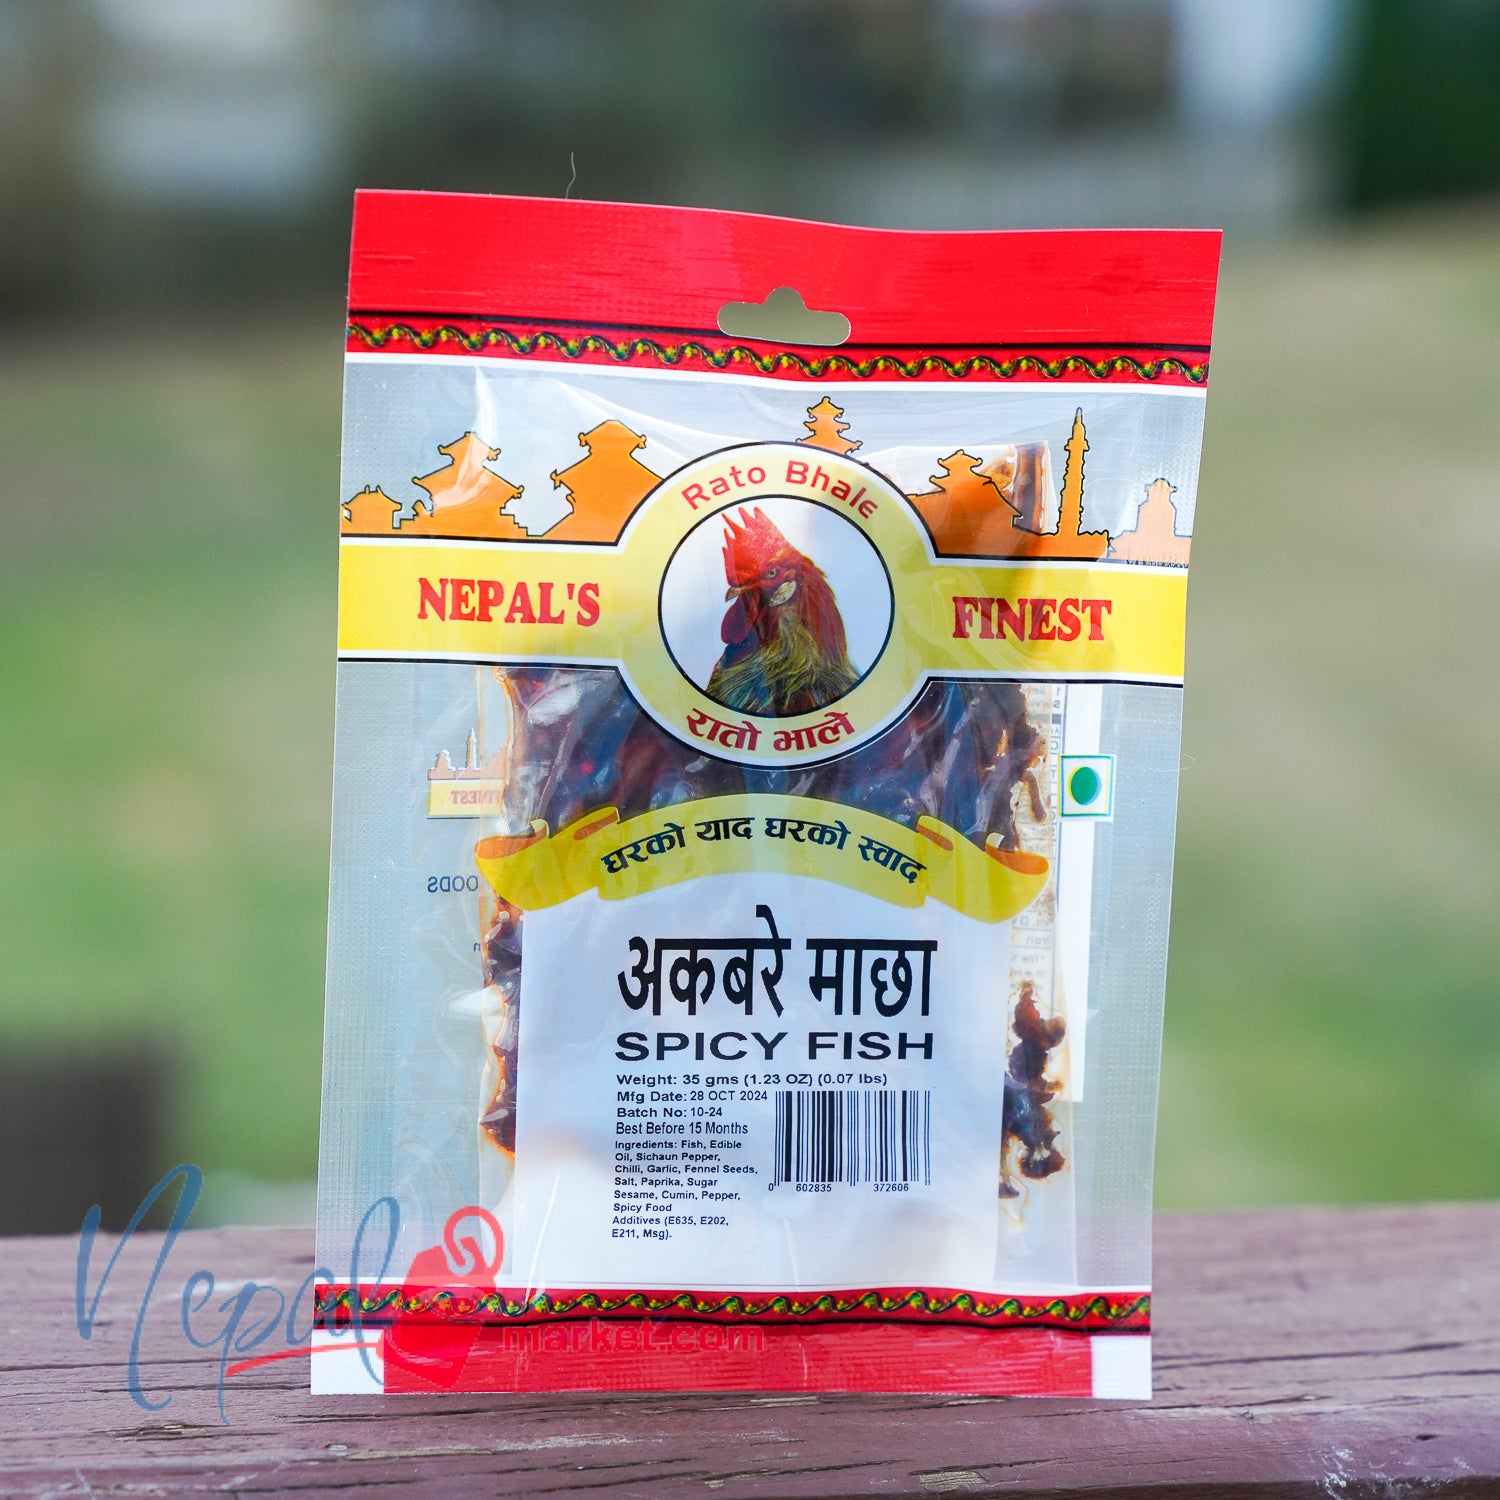 Rato Bhale
NEPAL'S FINEST
रातो भाले
घरको याद घरको स्वाद
अकबरे माछा
SPICY FISH
Weight: 35 gms (1.23 OZ) (0.07 lbs)
Mfg Date: 28 OCT 2024
Batch No: 10-24
Best Before 15 Months
Ingredients: Fish, Edible
Oil, Sichaun Pepper,
Chilli, Garlic, Fennel Seeds,
Salt, Paprika, Sugar
Sesame, Cumin, Pepper,
Spicy Food
Additives (E635, E202,
E211, Msg).
0 602835 372606
Nepal
market.com